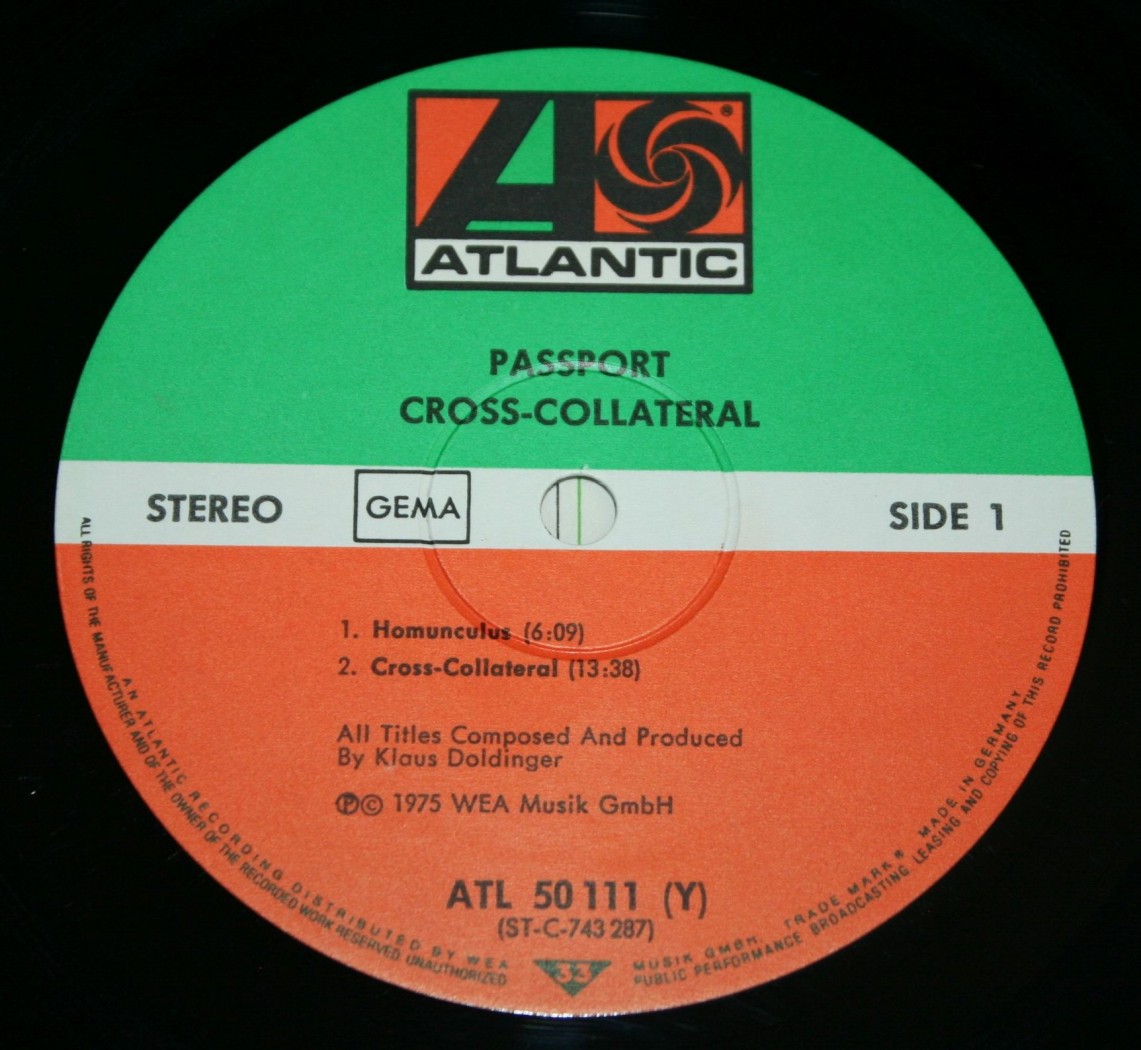 ATLANTIC
®
PASSPORT
CROSS-COLLATERAL
STEREO
GEMA
SIDE 1
1. Homunculus (6:09)
2. Cross-Collateral (13:38)
All Titles Composed And Produced
By Klaus Doldinger
℗© 1975 WEA Musik GmbH
ATL 50 111 (Y)
(ST-C-743 287)
33
AN ATLANTIC RECORDING DISTRIBUTED BY WEA MUSIK GMBH. TRADE MARK® MADE IN GERMANY
ALL RIGHTS OF THE MANUFACTURER AND OF THE OWNER OF THE RECORDED WORK RESERVED UNAUTHORIZED PUBLIC PERFORMANCE BROADCASTING. LEASING AND COPYING OF THIS RECORD PROHIBITED